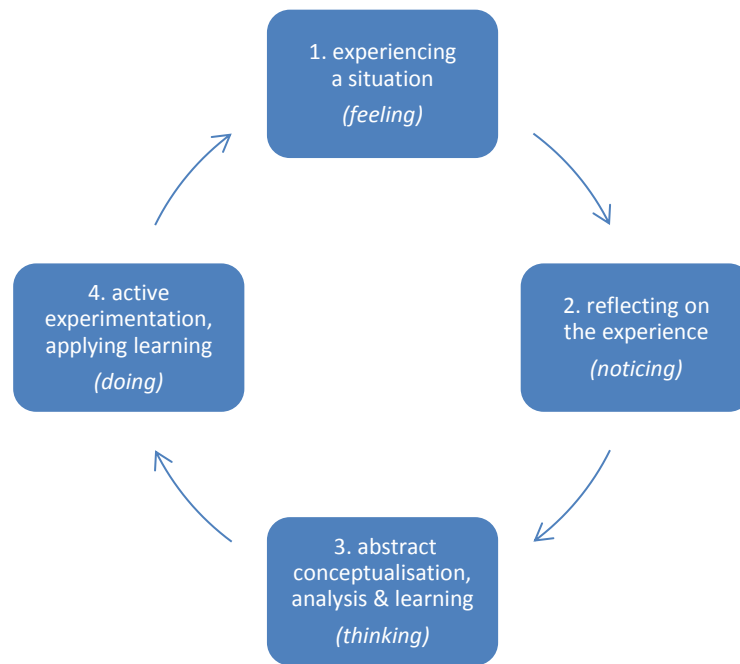 1. experiencing
a situation
(feeling)
2. reflecting on
the experience
(noticing)
3. abstract
conceptualisation,
analysis & learning
(thinking)
4. active
experimentation,
applying learning
(doing)